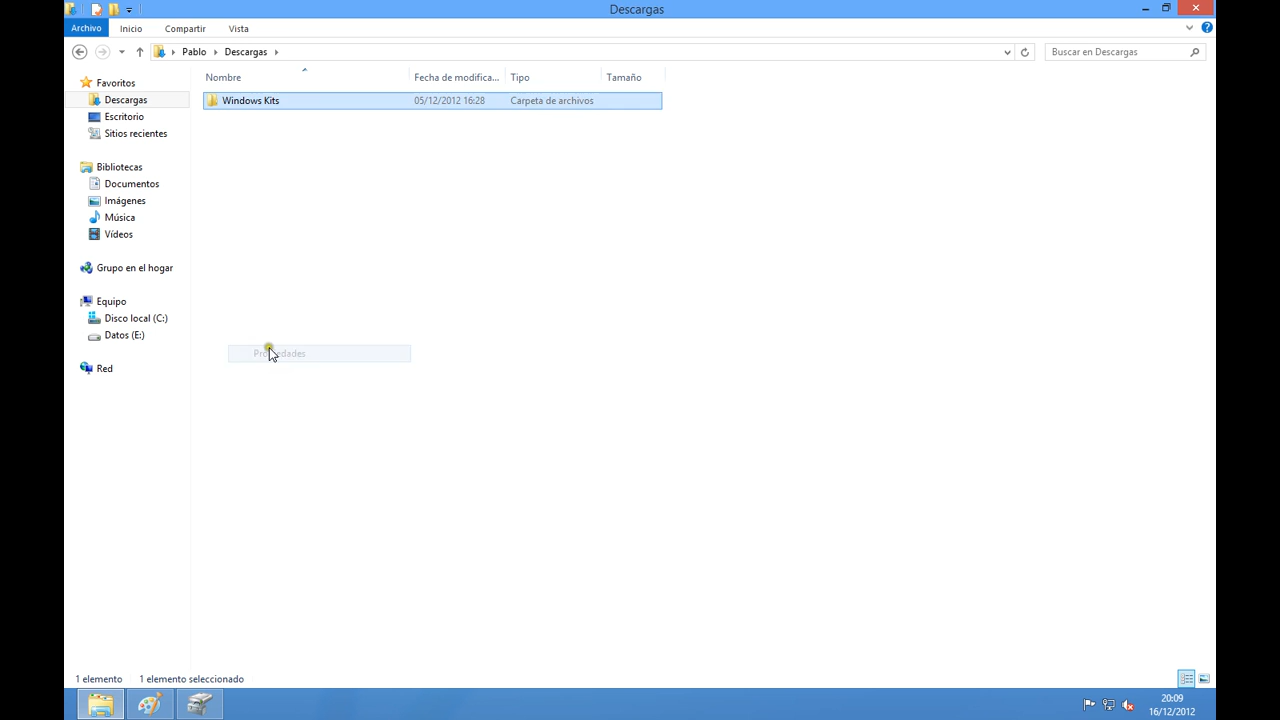 Descargas
Archivo Inicio Compartir Vista
Pablo Descargas Buscar en Descargas
Nombre Fecha de modifica... Tipo Tamaño
Windows Kits 05/12/2012 16:28 Carpeta de archivos
Favoritos
Descargas
Escritorio
Sitios recientes
Bibliotecas
Documentos
Imágenes
Música
Vídeos
Grupo en el hogar
Equipo
Disco local (C:)
Datos (E:)
Red
Propiedades
1 elemento 1 elemento seleccionado
20:09
16/12/2012